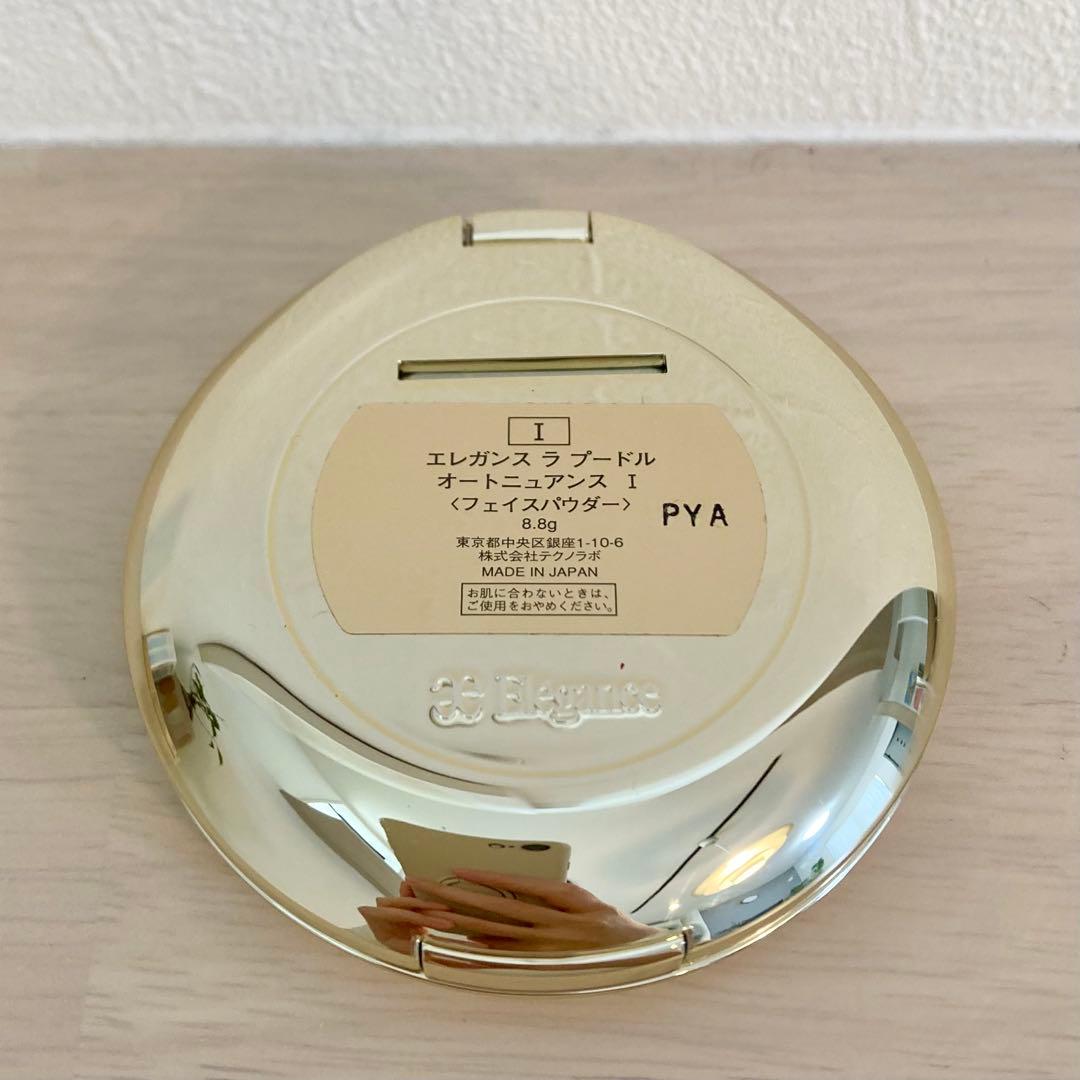 I
エレガンス ラ プードル
オートニュアンス I
〈フェイスパウダー〉
8.8g
PYA
東京都中央区銀座1-10-6
株式会社テクノラボ
MADE IN JAPAN
お肌に合わないときは、
ご使用をおやめください。
æ Elegance